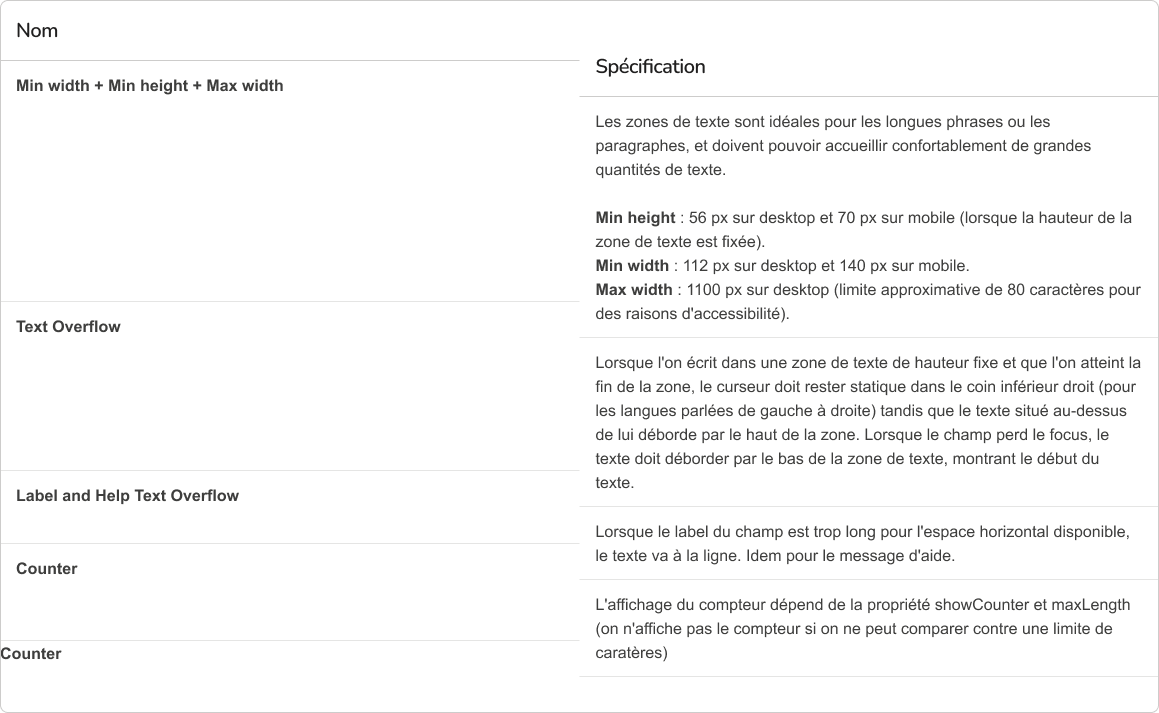 Nom
Spécification
Min width + Min height + Max width
Les zones de texte sont idéales pour les longues phrases ou les
paragraphes, et doivent pouvoir accueillir confortablement de grandes
quantités de texte.
Min height : 56 px sur desktop et 70 px sur mobile (lorsque la hauteur de la
zone de texte est fixée).
Min width : 112 px sur desktop et 140 px sur mobile.
Max width : 1100 px sur desktop (limite approximative de 80 caractères pour
des raisons d'accessibilité).
Text Overflow
Lorsque l'on écrit dans une zone de texte de hauteur fixe et que l'on atteint la
fin de la zone, le curseur doit rester statique dans le coin inférieur droit (pour
les langues parlées de gauche à droite) tandis que le texte situé au-dessus
de lui déborde par le haut de la zone. Lorsque le champ perd le focus, le
texte doit déborder par le bas de la zone de texte, montrant le début du
texte.
Label and Help Text Overflow
Lorsque le label du champ est trop long pour l'espace horizontal disponible,
le texte va à la ligne. Idem pour le message d'aide.
Counter
L'affichage du compteur dépend de la propriété showCounter et maxLength
(on n'affiche pas le compteur si on ne peut comparer contre une limite de
caratères)
Counter